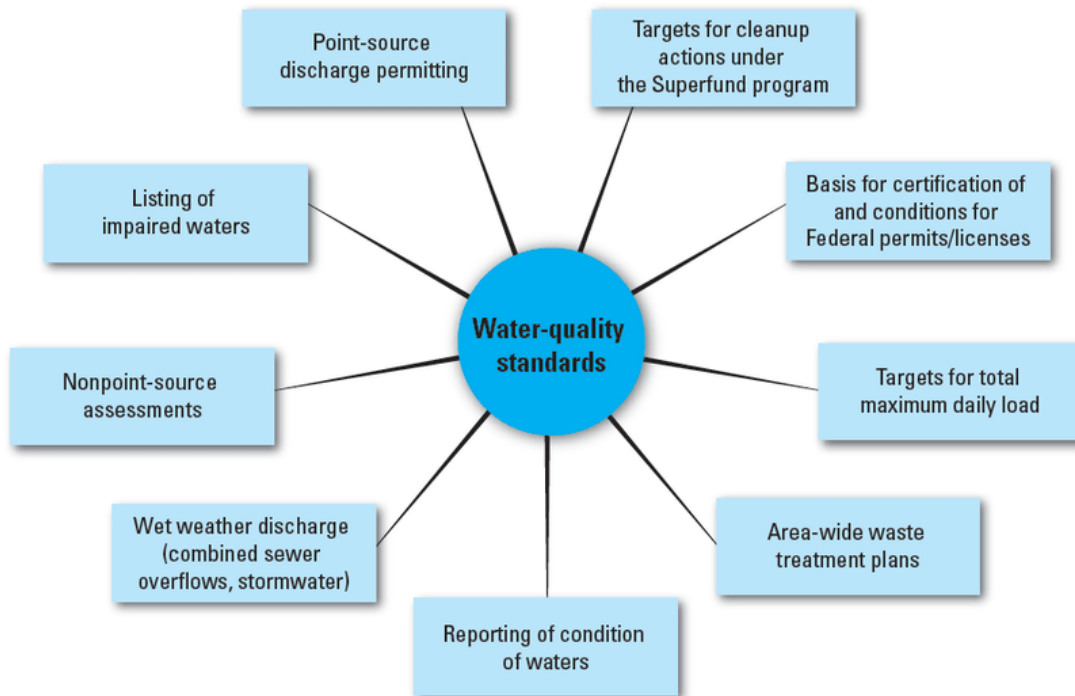 Point-source
discharge permitting
Targets for cleanup
actions under
the Superfund program
Listing of
impaired waters
Basis for certification of
and conditions for
Federal permits/licenses
Water-quality
standards
Nonpoint-source
assessments
Targets for total
maximum daily load
Wet weather discharge
(combined sewer
overflows, stormwater)
Area-wide waste
treatment plans
Reporting of condition
of waters